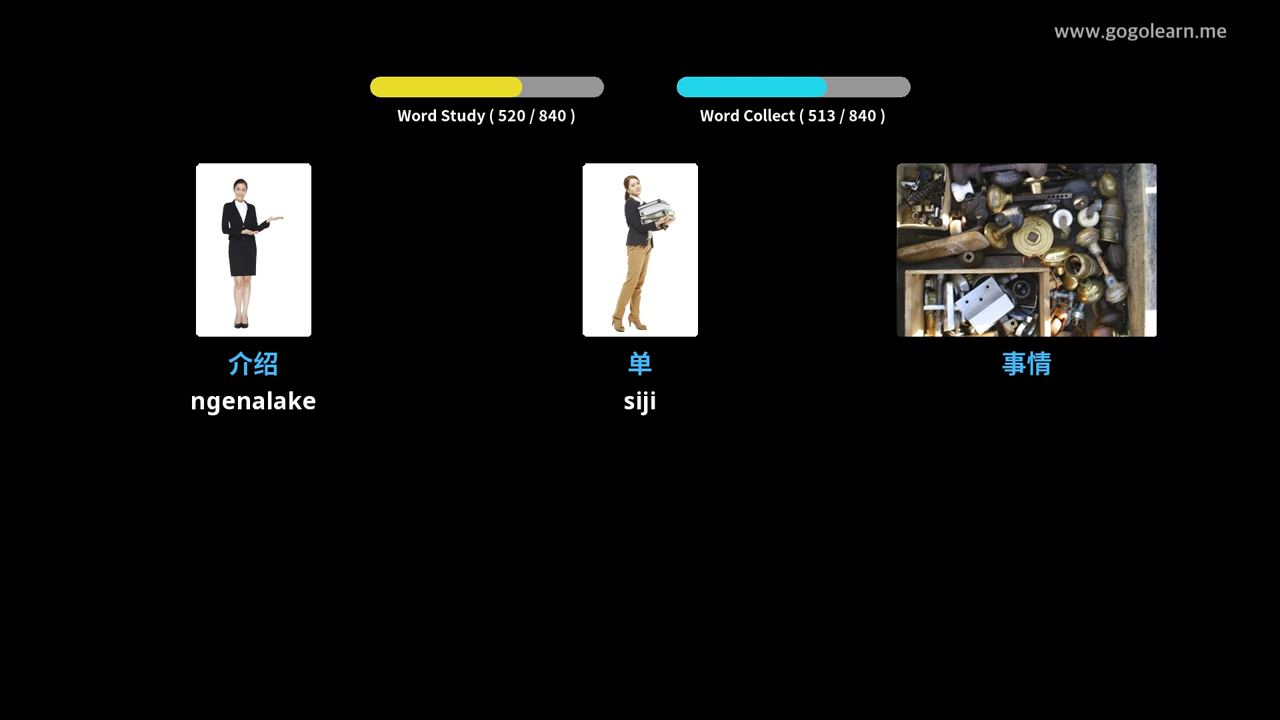 www.gogolearn.me
Word Study ( 520 / 840 )
Word Collect ( 513 / 840 )
介绍
ngenalake
单
siji
事情